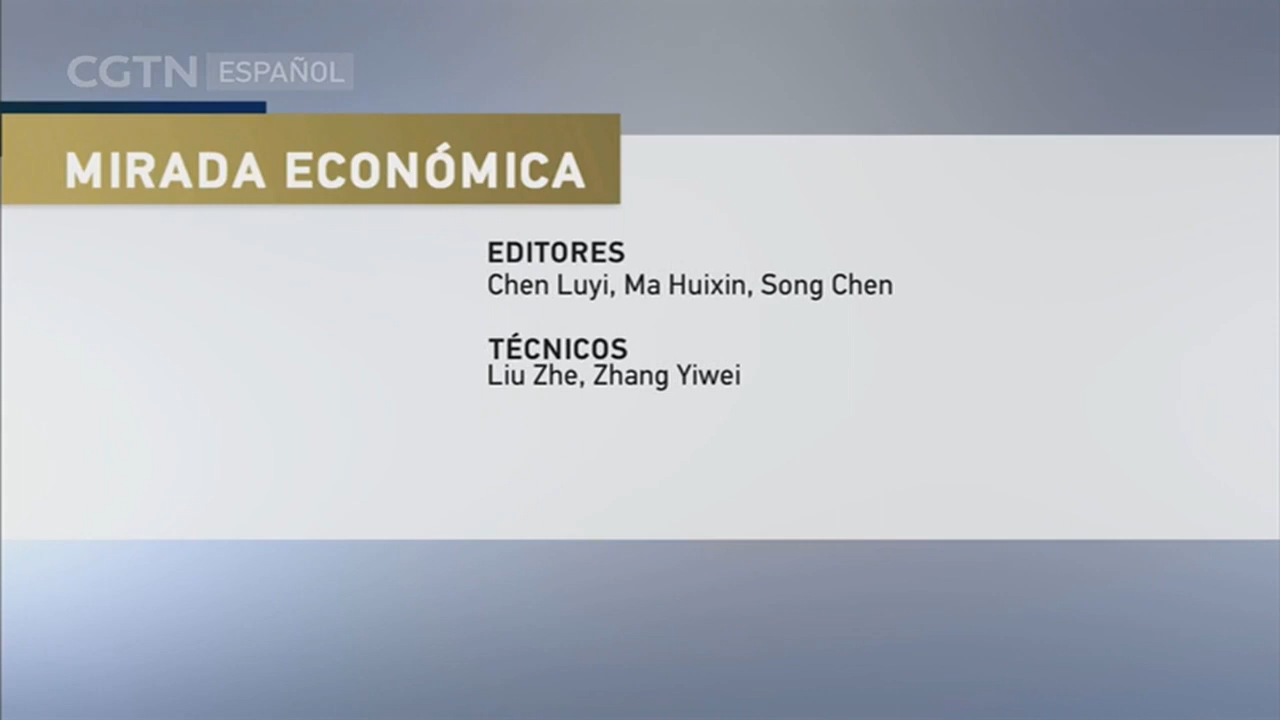 CGTN ESPAÑOL
MIRADA ECONÓMICA
EDITORES
Chen Luyi, Ma Huixin, Song Chen
TÉCNICOS
Liu Zhe, Zhang Yiwei